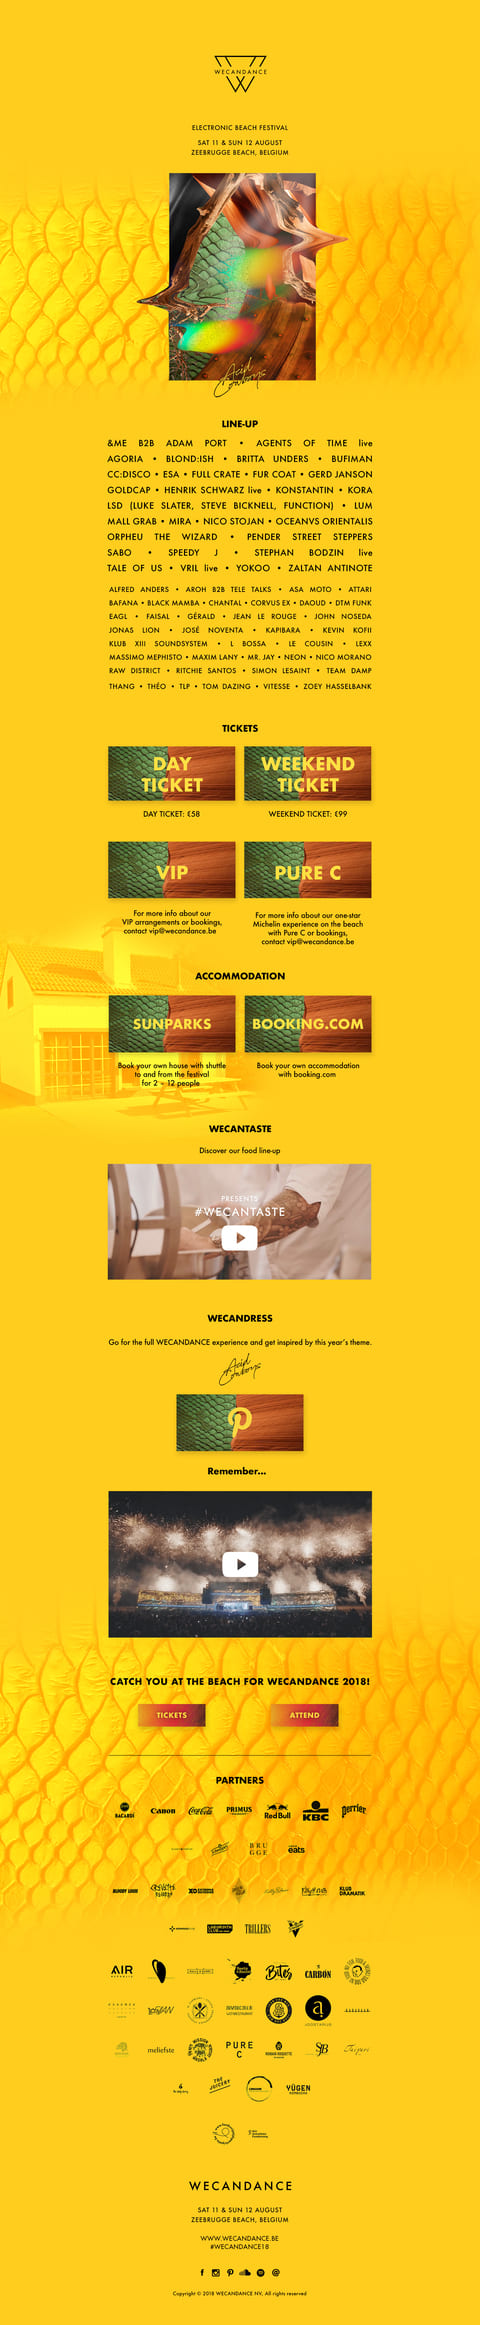 WECANDANCE
ELECTRONIC BEACH FESTIVAL
SAT 11 & SUN 12 AUGUST
ZEEBRUGGE BEACH, BELGIUM
Acid
Cowboys
LINE-UP
&ME B2B ADAM PORT • AGENTS OF TIME live
AGORIA • BLOND:ISH • BRITTA UNDERS • BUFIMAN
CC:DISCO • ESA • FULL CRATE • FUR COAT • GERD JANSON
GOLDCAP • HENRIK SCHWARZ live • KONSTANTIN • KORA
LSD (LUKE SLATER, STEVE BICKNELL, FUNCTION) • LUM
MALL GRAB • MIRA • NICO STOJAN • OCEANVS ORIENTALIS
ORPHEU THE WIZARD • PENDER STREET STEPPERS
SABO • SPEEDY J • STEPHAN BODZIN live
TALE OF US • VRIL live • YOKOO • ZALTAN ANTINOTE
ALFRED ANDERS • AROH B2B TELE TALKS • ASA MOTO • ATTARI
BAFANA • BLACK MAMBA • CHANTAL • CORVUS EX • DAOUD • DTM FUNK
EAGL • FAISAL • GÉRALD • JEAN LE ROUGE • JOHN NOSEDA
JONAS LION • JOSÉ NOVENTA • KAPIBARA • KEVIN KOFII
KLUB XIII SOUNDSYSTEM • L BOSSA • LE COUSIN • LEXX
MASSIMO MEPHISTO • MAXIM LANY • MR. JAY • NEON • NICO MORANO
RAW DISTRICT • RITCHIE SANTOS • SIMON LESAINT • TEAM DAMP
THANG • THÉO • TLP • TOM DAZING • VITESSE • ZOEY HASSELBANK
TICKETS
DAY TICKET
WEEKEND TICKET
DAY TICKET: €58
WEEKEND TICKET: €99
VIP
PURE C
For more info about our
VIP arrangements or bookings,
contact vip@wecandance.be
For more info about our one-star
Michelin experience on the beach
with Pure C or bookings,
contact vip@wecandance.be
ACCOMMODATION
SUNPARKS
BOOKING.COM
Book your own house with shuttle
to and from the festival
for 2 - 12 people
Book your own accommodation
with booking.com
WECANTASTE
Discover our food line-up
PRESENTS
#WECANTASTE
WECANDRESS
Go for the full WECANDANCE experience and get inspired by this year's theme.
Acid
Cowboys
Remember...
CATCH YOU AT THE BEACH FOR WECANDANCE 2018!
TICKETS
ATTEND
PARTNERS
BACARDÍ Canon Coca-Cola PRIMUS Red Bull KBC perrier
BRUGGE eats
KLUB DRAMATIK
TRILLERS
AIR Bites CARBÓN
meliefste PURE C SJB
THE JUICERY YŪGEN KOMBUCHA
WECANDANCE
SAT 11 & SUN 12 AUGUST
ZEEBRUGGE BEACH, BELGIUM
WWW.WECANDANCE.BE
#WECANDANCE18
Copyright © 2018 WECANDANCE NV, All rights reserved